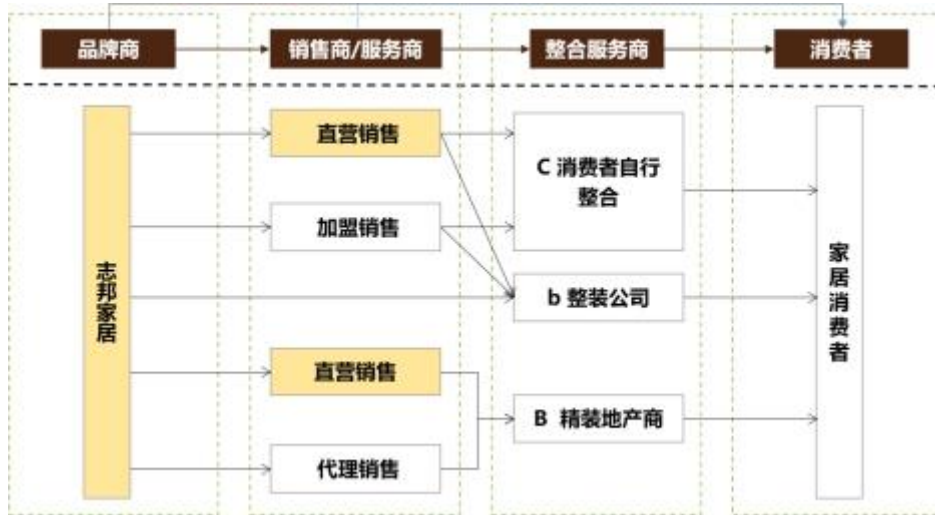 品牌商
销售商/服务商
整合服务商
消费者
志邦家居
直营销售
加盟销售
直营销售
代理销售
C 消费者自行
整合
b 整装公司
B 精装地产商
家居消费者